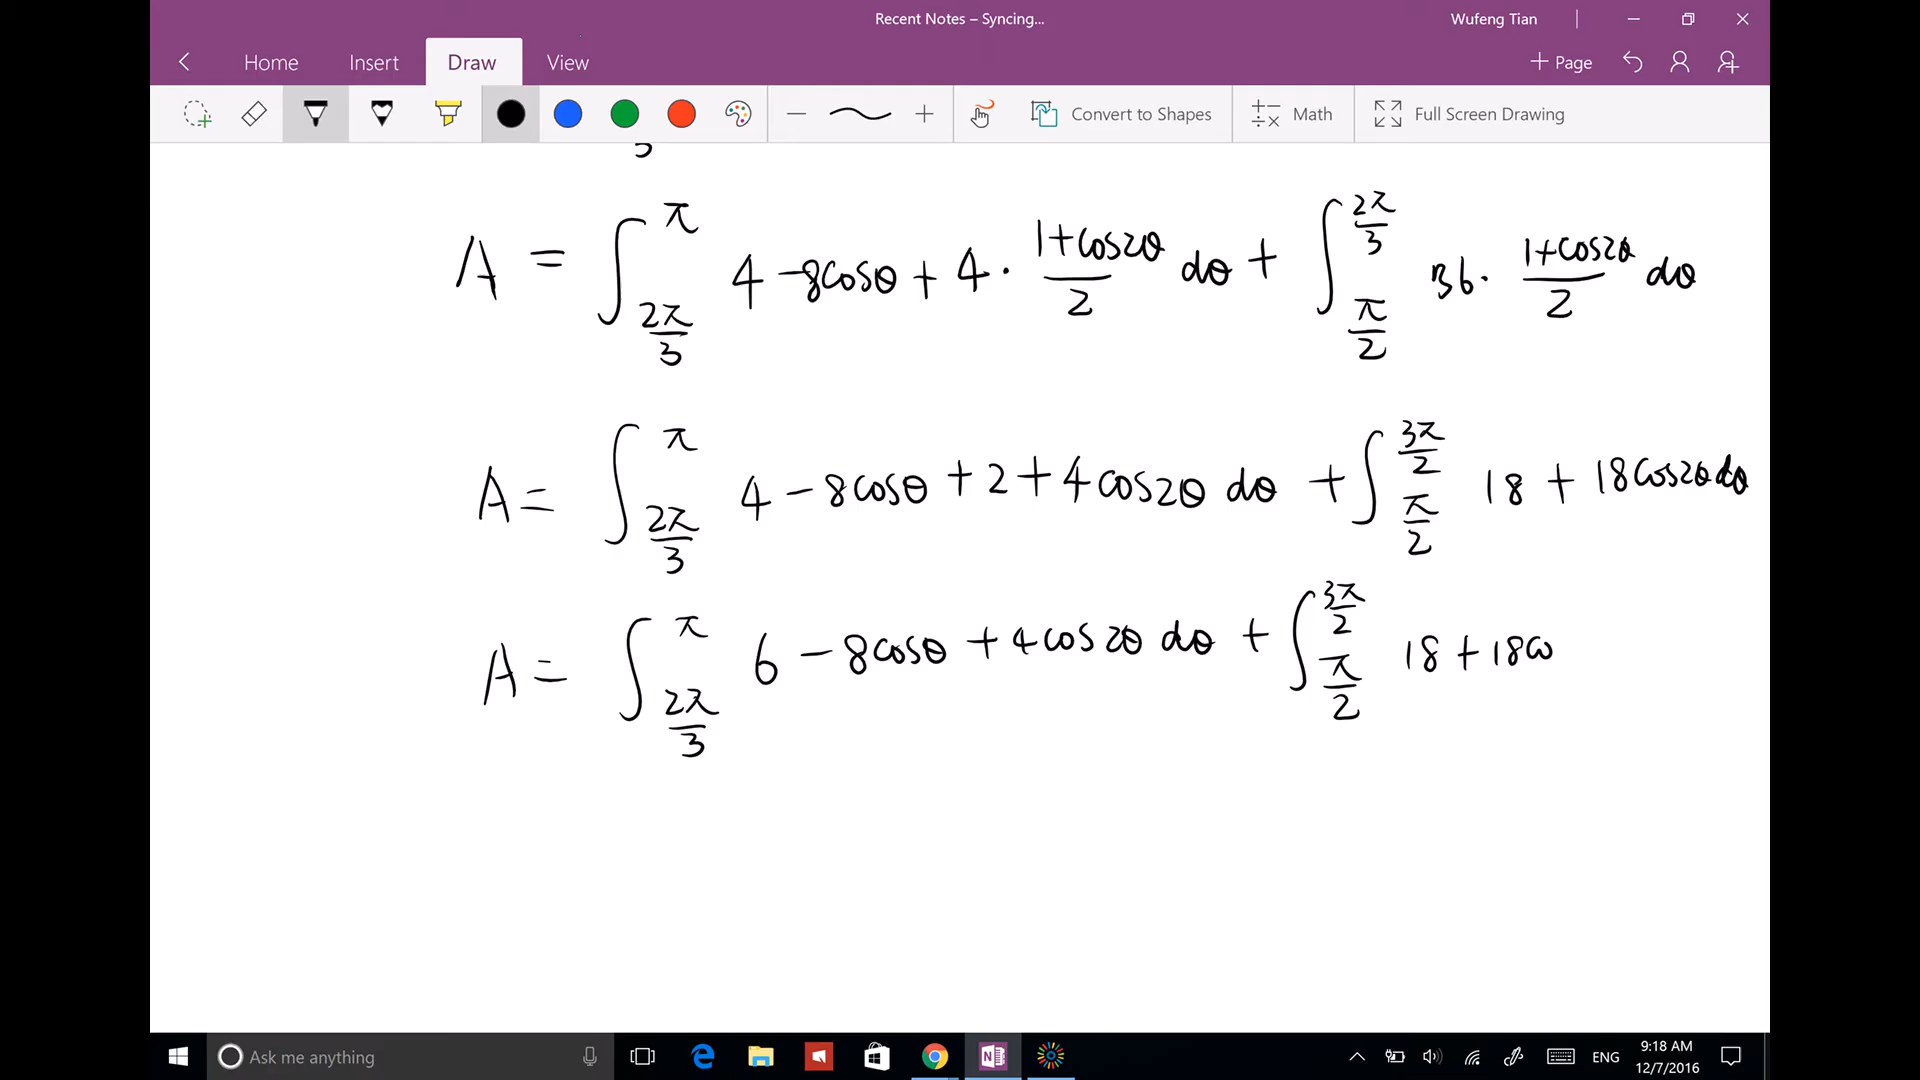 Recent Notes – Syncing...
Wufeng Tian
Home Insert Draw View
Page
Convert to Shapes Math Full Screen Drawing
3
A = ∫_{2π/3}^{π} 4 - 8cosθ + 4 · (1+cos2θ)/2 dθ + ∫_{π/2}^{2π/3} 36 · (1+cos2θ)/2 dθ
A = ∫_{2π/3}^{π} 4 - 8cosθ + 2 + 4cos2θ dθ + ∫_{π/2}^{3π/2} 18 + 18cos2θdθ
A = ∫_{2π/3}^{π} 6 - 8cosθ + 4cos2θ dθ + ∫_{π/2}^{3π/2} 18 + 18co
Ask me anything
ENG
9:18 AM
12/7/2016